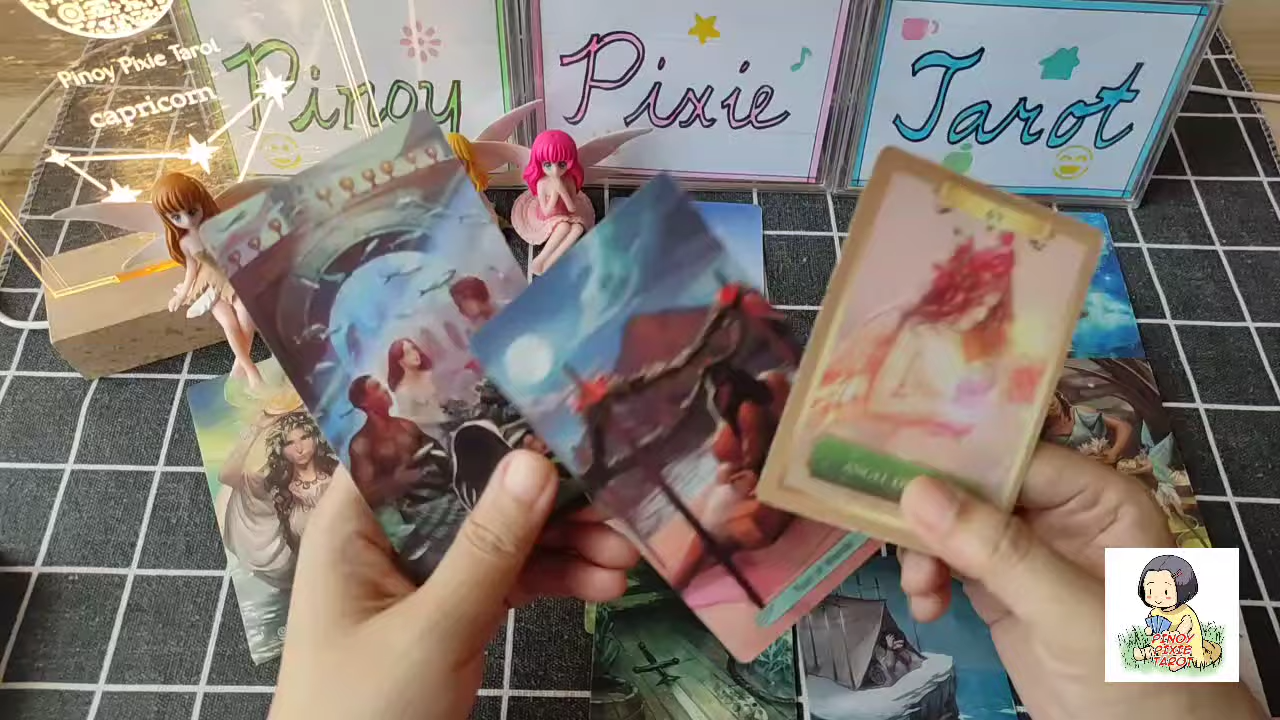 Pinoy Pixie Tarot
capricorn
Pinoy
Pixie
Tarot
PINOY
PIXIE
TAROT